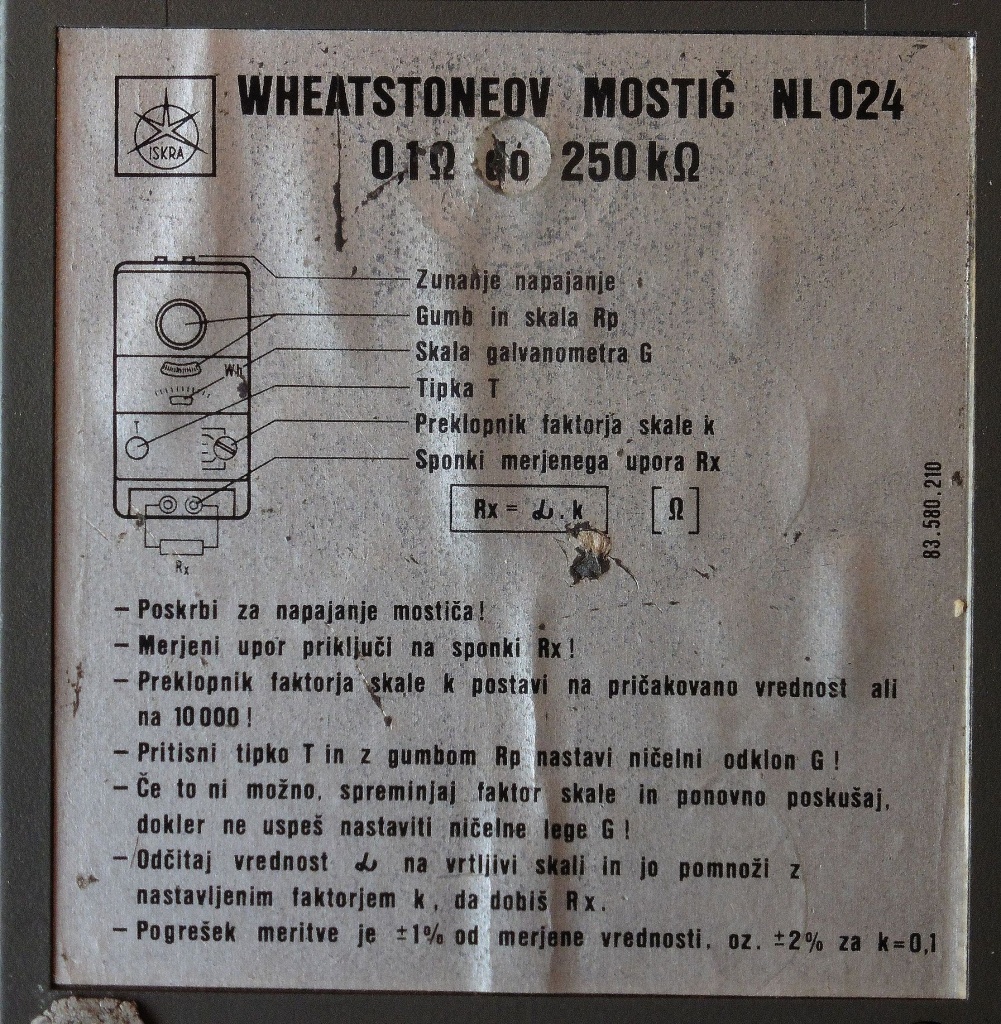 ISKRA
WHEATSTONEOV MOSTIČ NL024
0,1Ω do 250kΩ
Zunanje napajanje
Gumb in skala Rp
Skala galvanometra G
Wh
Tipka T
T
Preklopnik faktorja skale k
Sponki merjenega upora Rx
Rx = α.k [Ω]
Rx
83.580.210
– Poskrbi za napajanje mostiča!
– Merjeni upor priključi na sponki Rx!
– Preklopnik faktorja skale k postavi na pričakovano vrednost ali
na 10000!
– Pritisni tipko T in z gumbom Rp nastavi ničelni odklon G!
– Če to ni možno, spreminjaj faktor skale in ponovno poskušaj,
dokler ne uspeš nastaviti ničelne lege G!
– Odčitaj vrednost α na vrtljivi skali in jo pomnoži z
nastavljenim faktorjem k, da dobiš Rx.
– Pogrešek meritve je ±1% od merjene vrednosti, oz. ±2% za k=0,1